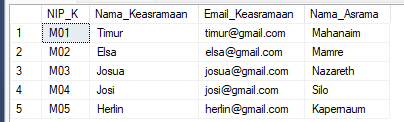 NIP_K Nama_Keasramaan Email_Keasramaan Nama_Asrama
1 M01 Timur timur@gmail.com Mahanaim
2 M02 Elsa elsa@gmail.com Mamre
3 M03 Josua josua@gmail.com Nazareth
4 M04 Josi josi@gmail.com Silo
5 M05 Herlin herlin@gmail.com Kapernaum